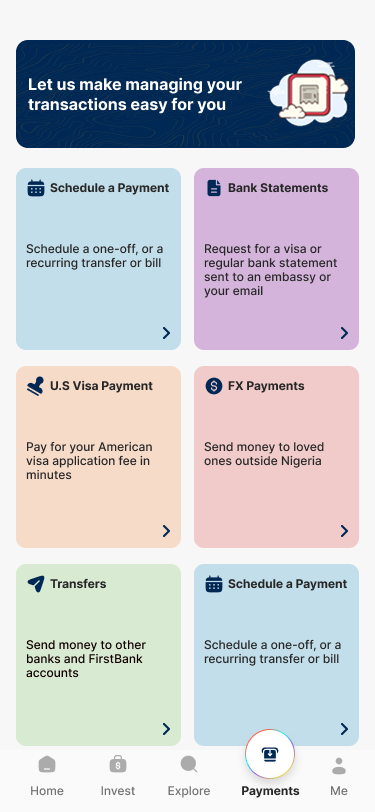 Let us make managing your
transactions easy for you
Schedule a Payment
Schedule a one-off, or a
recurring transfer or bill
Bank Statements
Request for a visa or
regular bank statement
sent to an embassy or
your email
U.S Visa Payment
Pay for your American
visa application fee in
minutes
FX Payments
Send money to loved
ones outside Nigeria
Transfers
Send money to other
banks and FirstBank
accounts
Schedule a Payment
Schedule a one-off, or a
recurring transfer or bill
Home
Invest
Explore
Payments
Me